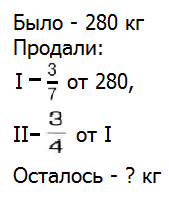 Было - 280 кг
Продали:
I – 3/7 от 280,
II– 3/4 от I
Осталось - ? кг